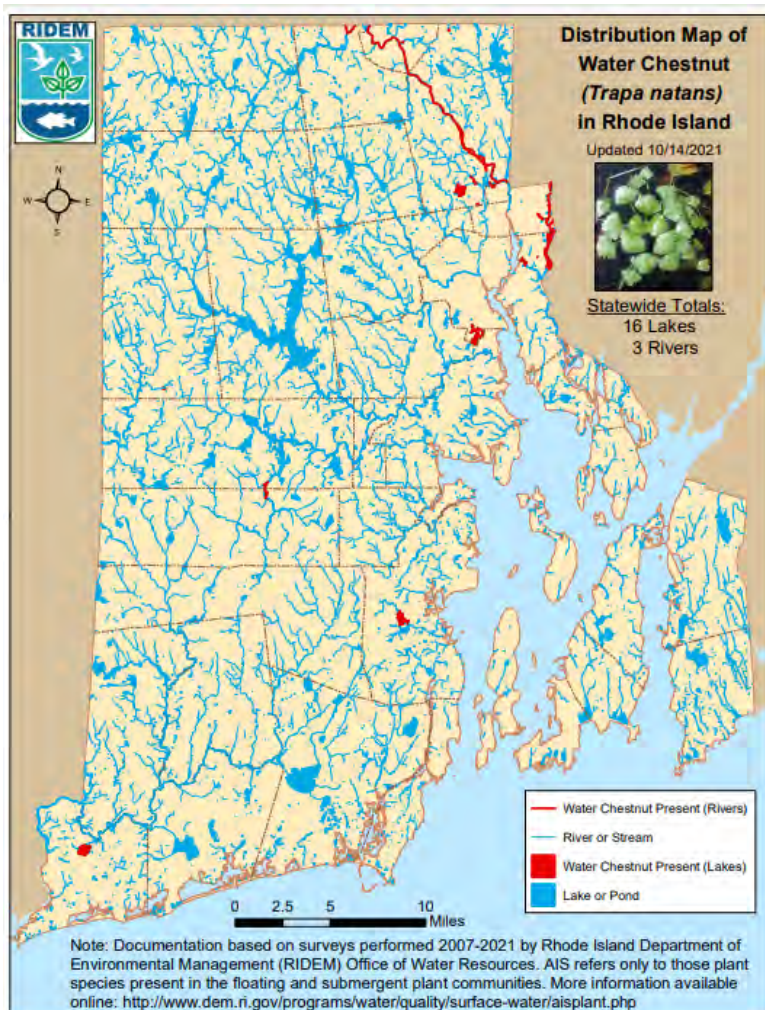 RIDEM
Distribution Map of
Water Chestnut
(Trapa natans)
in Rhode Island
Updated 10/14/2021
N
W
E
S
Statewide Totals:
16 Lakes
3 Rivers
Water Chestnut Present (Rivers)
River or Stream
Water Chestnut Present (Lakes)
Lake or Pond
0 2.5 5 10
Miles
Note: Documentation based on surveys performed 2007-2021 by Rhode Island Department of
Environmental Management (RIDEM) Office of Water Resources. AIS refers only to those plant
species present in the floating and submergent plant communities. More information available
online: http://www.dem.ri.gov/programs/water/quality/surface-water/aisplant.php